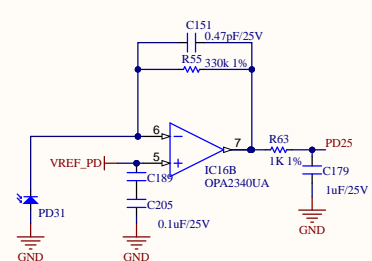 C151
0.47pF/25V
R55
330k 1%
6
7
R63
PD25
VREF_PD
5
1K 1%
IC16B
C179
C189
OPA2340UA
1uF/25V
C205
PD31
0.1uF/25V
GND
GND
GND